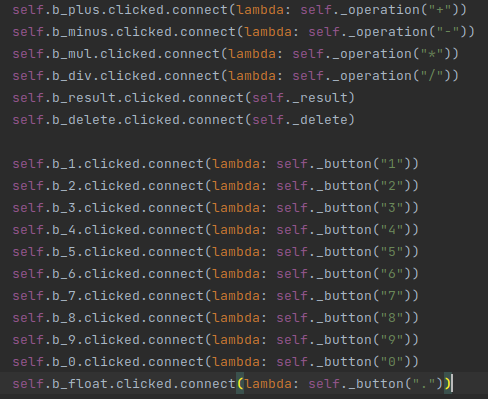 self.b_plus.clicked.connect(lambda: self._operation("+"))
self.b_minus.clicked.connect(lambda: self._operation("-"))
self.b_mul.clicked.connect(lambda: self._operation("*"))
self.b_div.clicked.connect(lambda: self._operation("/"))
self.b_result.clicked.connect(self._result)
self.b_delete.clicked.connect(self._delete)

self.b_1.clicked.connect(lambda: self._button("1"))
self.b_2.clicked.connect(lambda: self._button("2"))
self.b_3.clicked.connect(lambda: self._button("3"))
self.b_4.clicked.connect(lambda: self._button("4"))
self.b_5.clicked.connect(lambda: self._button("5"))
self.b_6.clicked.connect(lambda: self._button("6"))
self.b_7.clicked.connect(lambda: self._button("7"))
self.b_8.clicked.connect(lambda: self._button("8"))
self.b_9.clicked.connect(lambda: self._button("9"))
self.b_0.clicked.connect(lambda: self._button("0"))
self.b_float.clicked.connect(lambda: self._button("."))